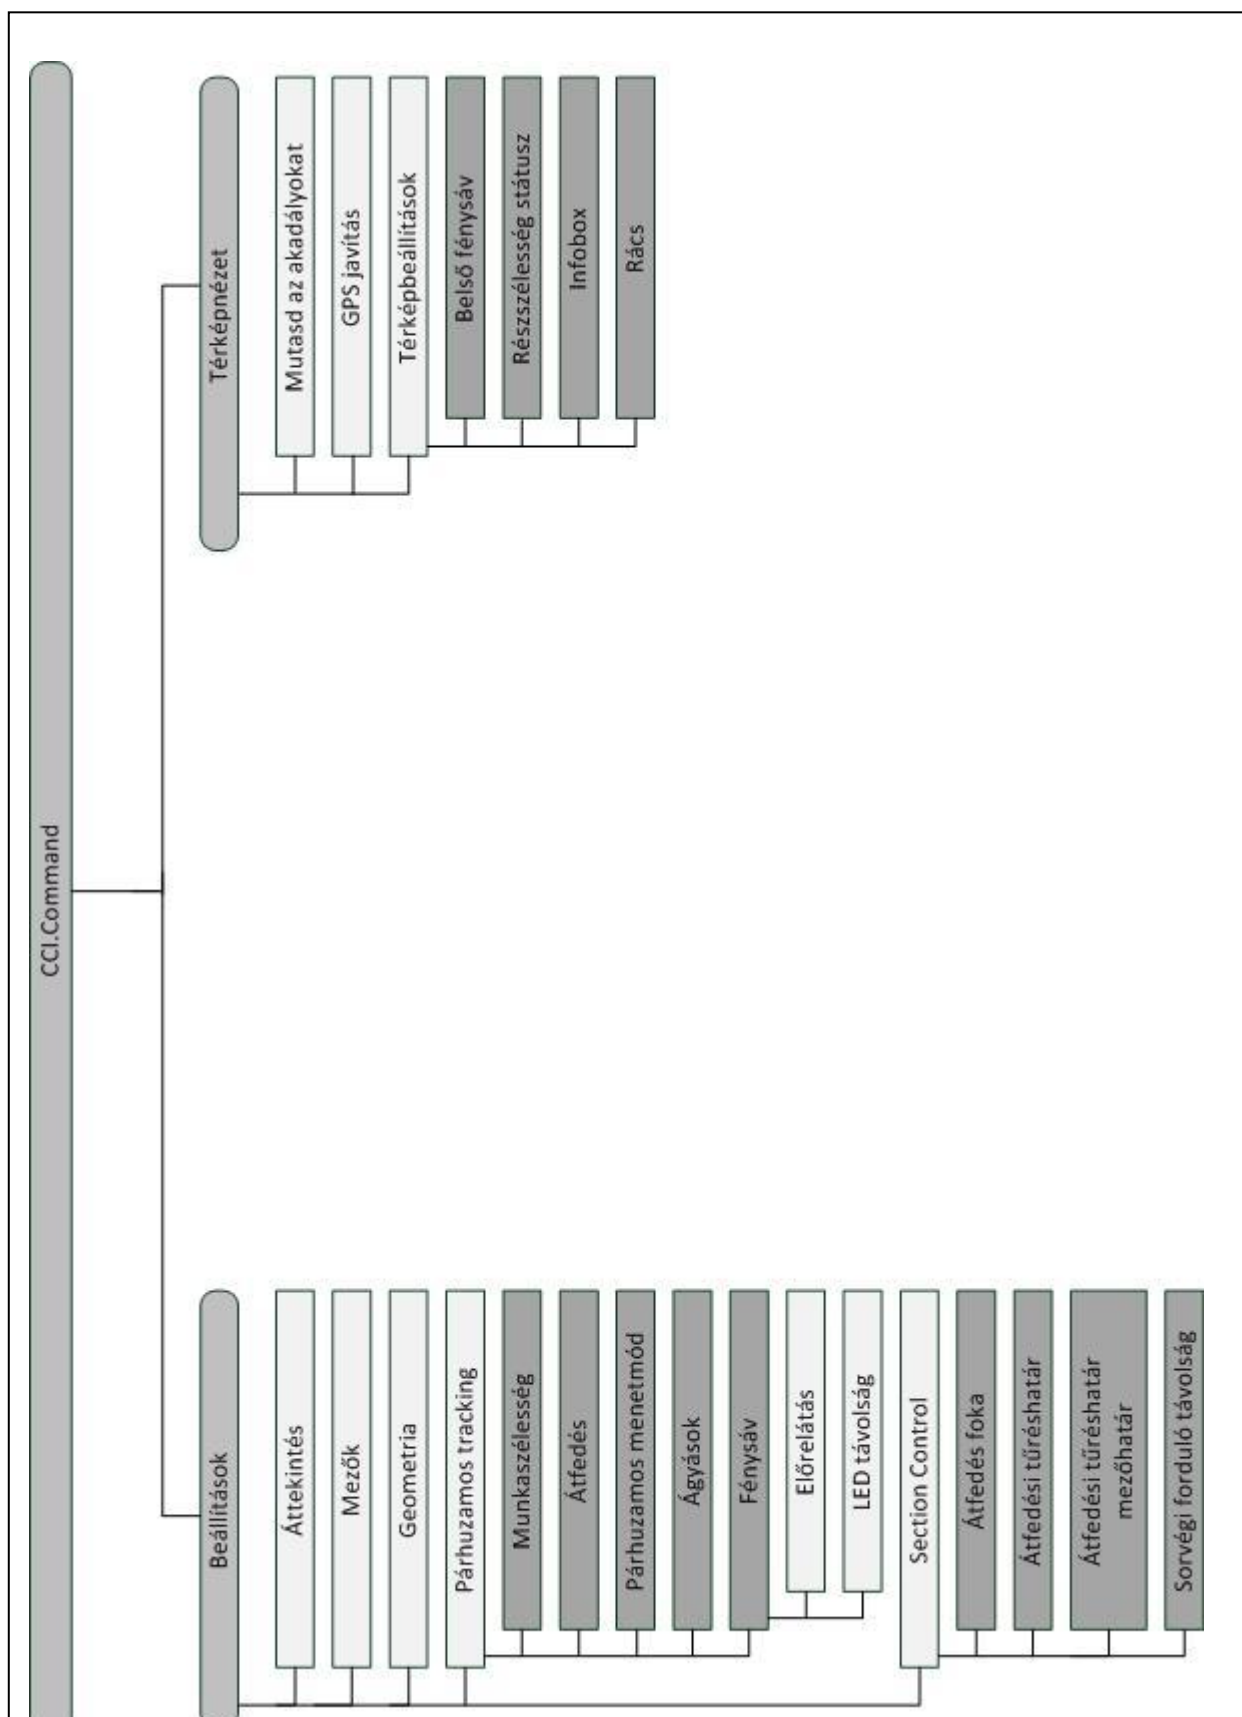 CCI.Command
Beállítások
Áttekintés
Mezők
Geometria
Párhuzamos tracking
Munkaszélesség
Átfedés
Párhuzamos menetmód
Ágyások
Fénysáv
Előrelátás
LED távolság
Section Control
Átfedés foka
Átfedési tűréshatár
Átfedési tűréshatár
mezőhatár
Sorvégi forduló távolság
Térképnézet
Mutasd az akadályokat
GPS javítás
Térképbeállítások
Belső fénysáv
Részszélesség státusz
Infobox
Rács